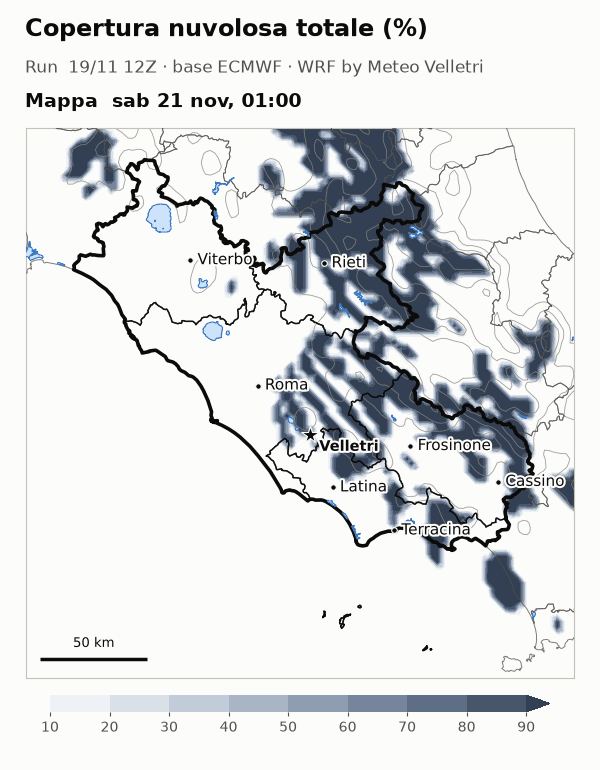 Copertura nuvolosa totale (%)
Run  19/11 12Z · base ECMWF · WRF by Meteo Velletri
Mappa  sab 21 nov, 01:00
Viterbo
Rieti
Roma
Velletri
Frosinone
Latina
Cassino
Terracina
50 km
10 20 30 40 50 60 70 80 90